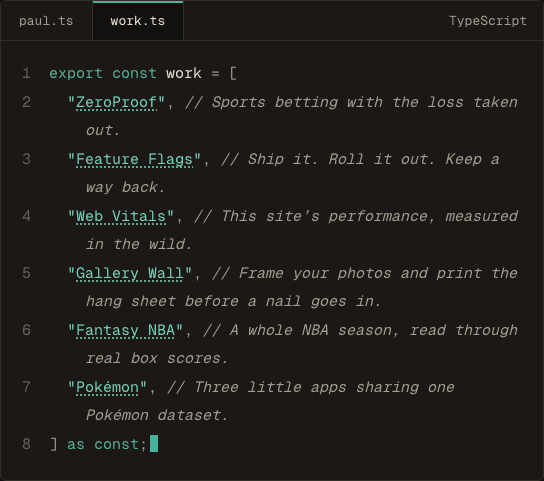 paul.ts work.ts TypeScript
1 export const work = [
2 "ZeroProof", // Sports betting with the loss taken
out.
3 "Feature Flags", // Ship it. Roll it out. Keep a
way back.
4 "Web Vitals", // This site's performance, measured
in the wild.
5 "Gallery Wall", // Frame your photos and print the
hang sheet before a nail goes in.
6 "Fantasy NBA", // A whole NBA season, read through
real box scores.
7 "Pokémon", // Three little apps sharing one
Pokémon dataset.
8 ] as const;